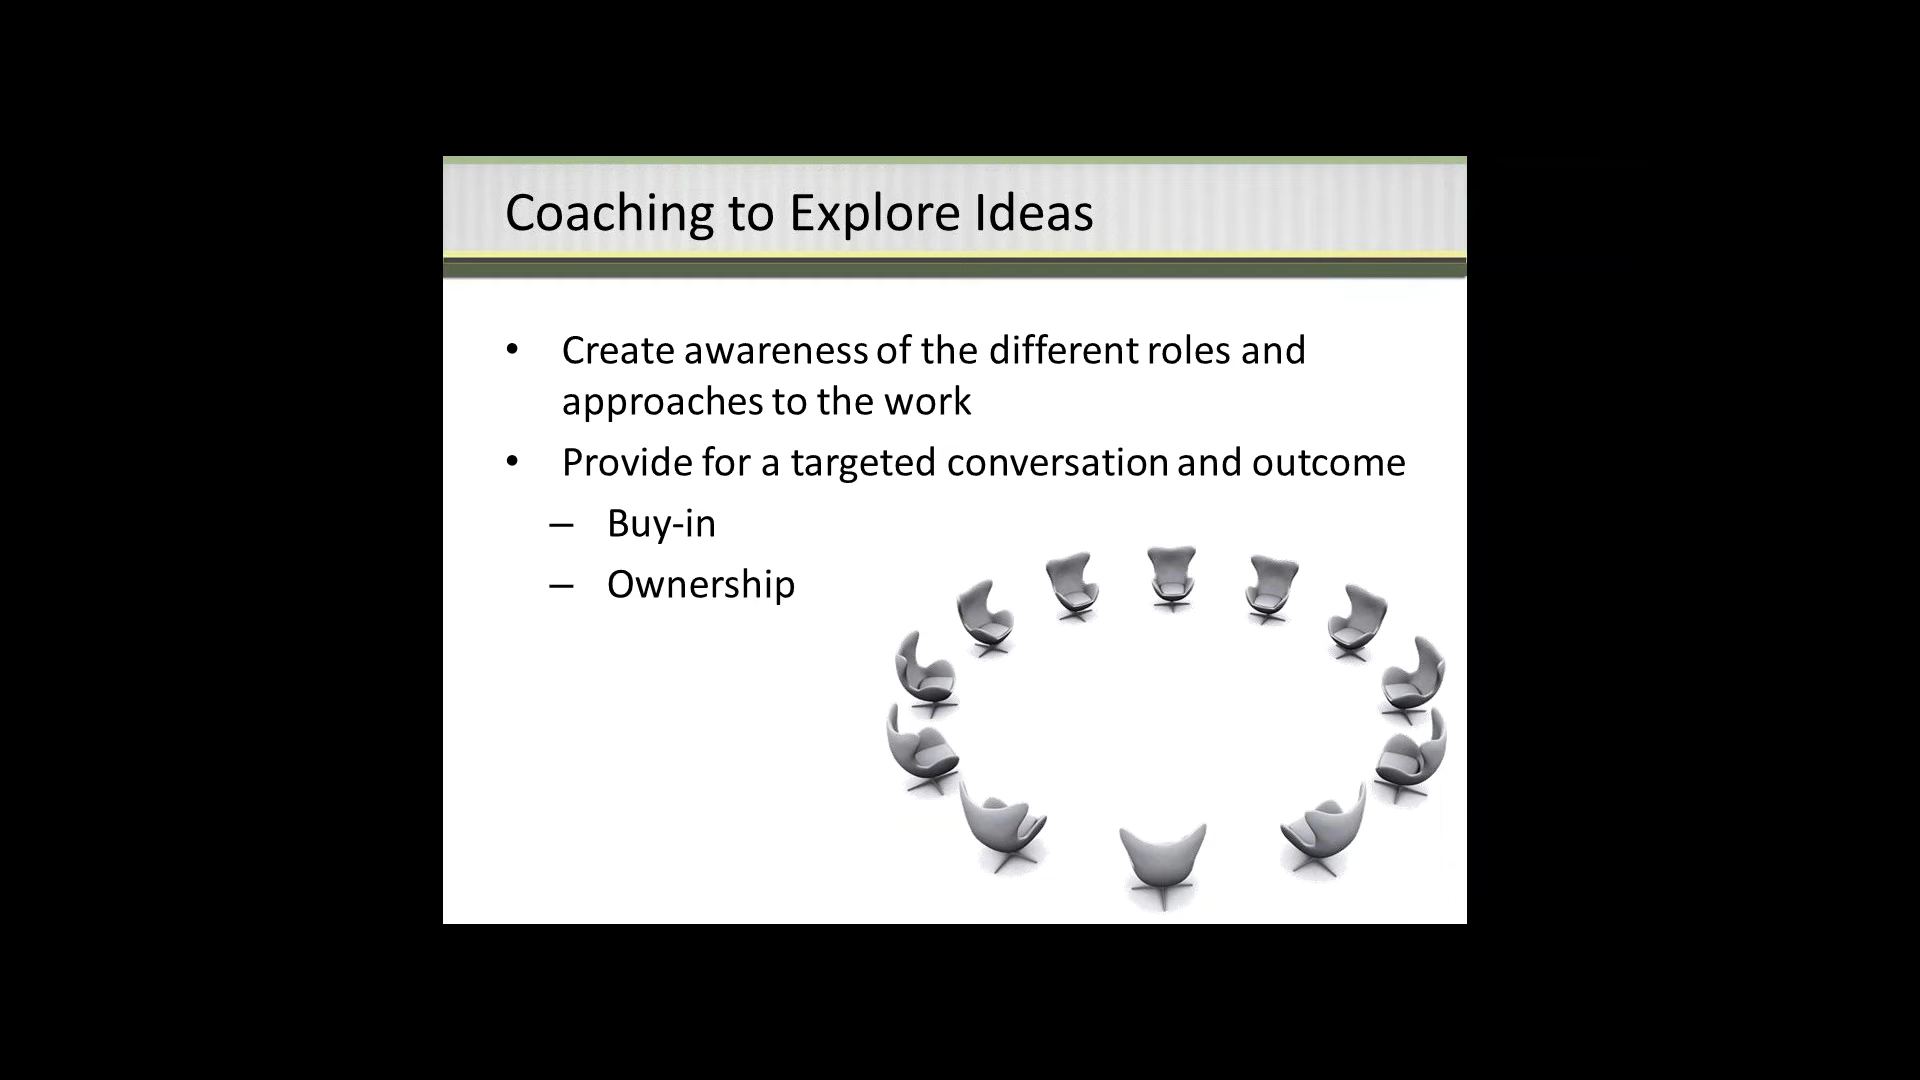 Coaching to Explore Ideas
• Create awareness of the different roles and
approaches to the work
• Provide for a targeted conversation and outcome
– Buy-in
– Ownership